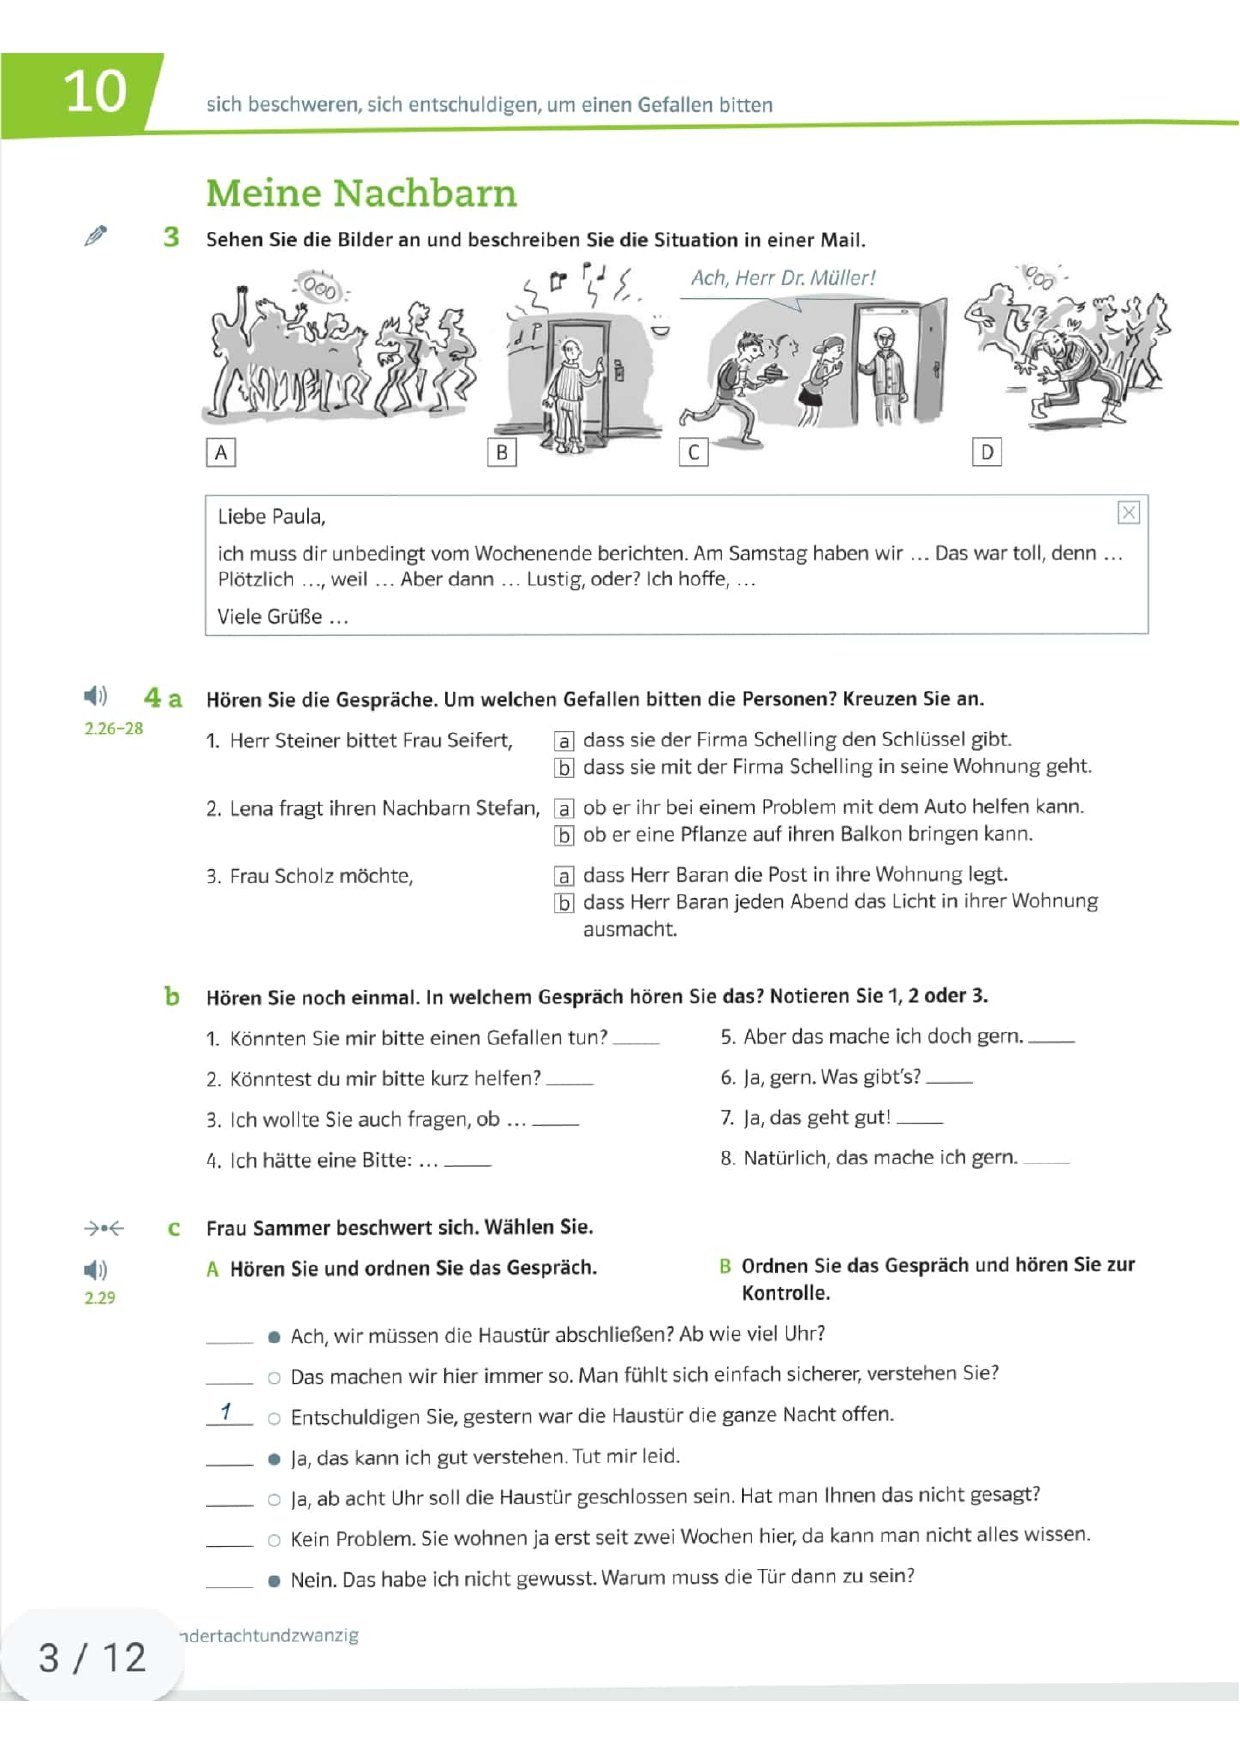 10
sich beschweren, sich entschuldigen, um einen Gefallen bitten
Meine Nachbarn
3 Sehen Sie die Bilder an und beschreiben Sie die Situation in einer Mail.
Ach, Herr Dr. Müller!
A B C D
Liebe Paula,
ich muss dir unbedingt vom Wochenende berichten. Am Samstag haben wir ... Das war toll, denn ...
Plötzlich ..., weil ... Aber dann ... Lustig, oder? Ich hoffe, ...
Viele Grüße ...
4 a Hören Sie die Gespräche. Um welchen Gefallen bitten die Personen? Kreuzen Sie an.
2.26–28
1. Herr Steiner bittet Frau Seifert, a dass sie der Firma Schelling den Schlüssel gibt.
b dass sie mit der Firma Schelling in seine Wohnung geht.
2. Lena fragt ihren Nachbarn Stefan, a ob er ihr bei einem Problem mit dem Auto helfen kann.
b ob er eine Pflanze auf ihren Balkon bringen kann.
3. Frau Scholz möchte, a dass Herr Baran die Post in ihre Wohnung legt.
b dass Herr Baran jeden Abend das Licht in ihrer Wohnung
ausmacht.
b Hören Sie noch einmal. In welchem Gespräch hören Sie das? Notieren Sie 1, 2 oder 3.
1. Könnten Sie mir bitte einen Gefallen tun? ____ 5. Aber das mache ich doch gern. ____
2. Könntest du mir bitte kurz helfen? ____ 6. Ja, gern. Was gibt's? ____
3. Ich wollte Sie auch fragen, ob ... ____ 7. Ja, das geht gut! ____
4. Ich hätte eine Bitte: ... ____ 8. Natürlich, das mache ich gern. ____
c Frau Sammer beschwert sich. Wählen Sie.
A Hören Sie und ordnen Sie das Gespräch. B Ordnen Sie das Gespräch und hören Sie zur
Kontrolle.
2.29
____ ● Ach, wir müssen die Haustür abschließen? Ab wie viel Uhr?
____ ○ Das machen wir hier immer so. Man fühlt sich einfach sicherer, verstehen Sie?
1 ○ Entschuldigen Sie, gestern war die Haustür die ganze Nacht offen.
____ ● Ja, das kann ich gut verstehen. Tut mir leid.
____ ○ Ja, ab acht Uhr soll die Haustür geschlossen sein. Hat man Ihnen das nicht gesagt?
____ ○ Kein Problem. Sie wohnen ja erst seit zwei Wochen hier, da kann man nicht alles wissen.
____ ● Nein. Das habe ich nicht gewusst. Warum muss die Tür dann zu sein?
ndertachtundzwanzig
3 / 12